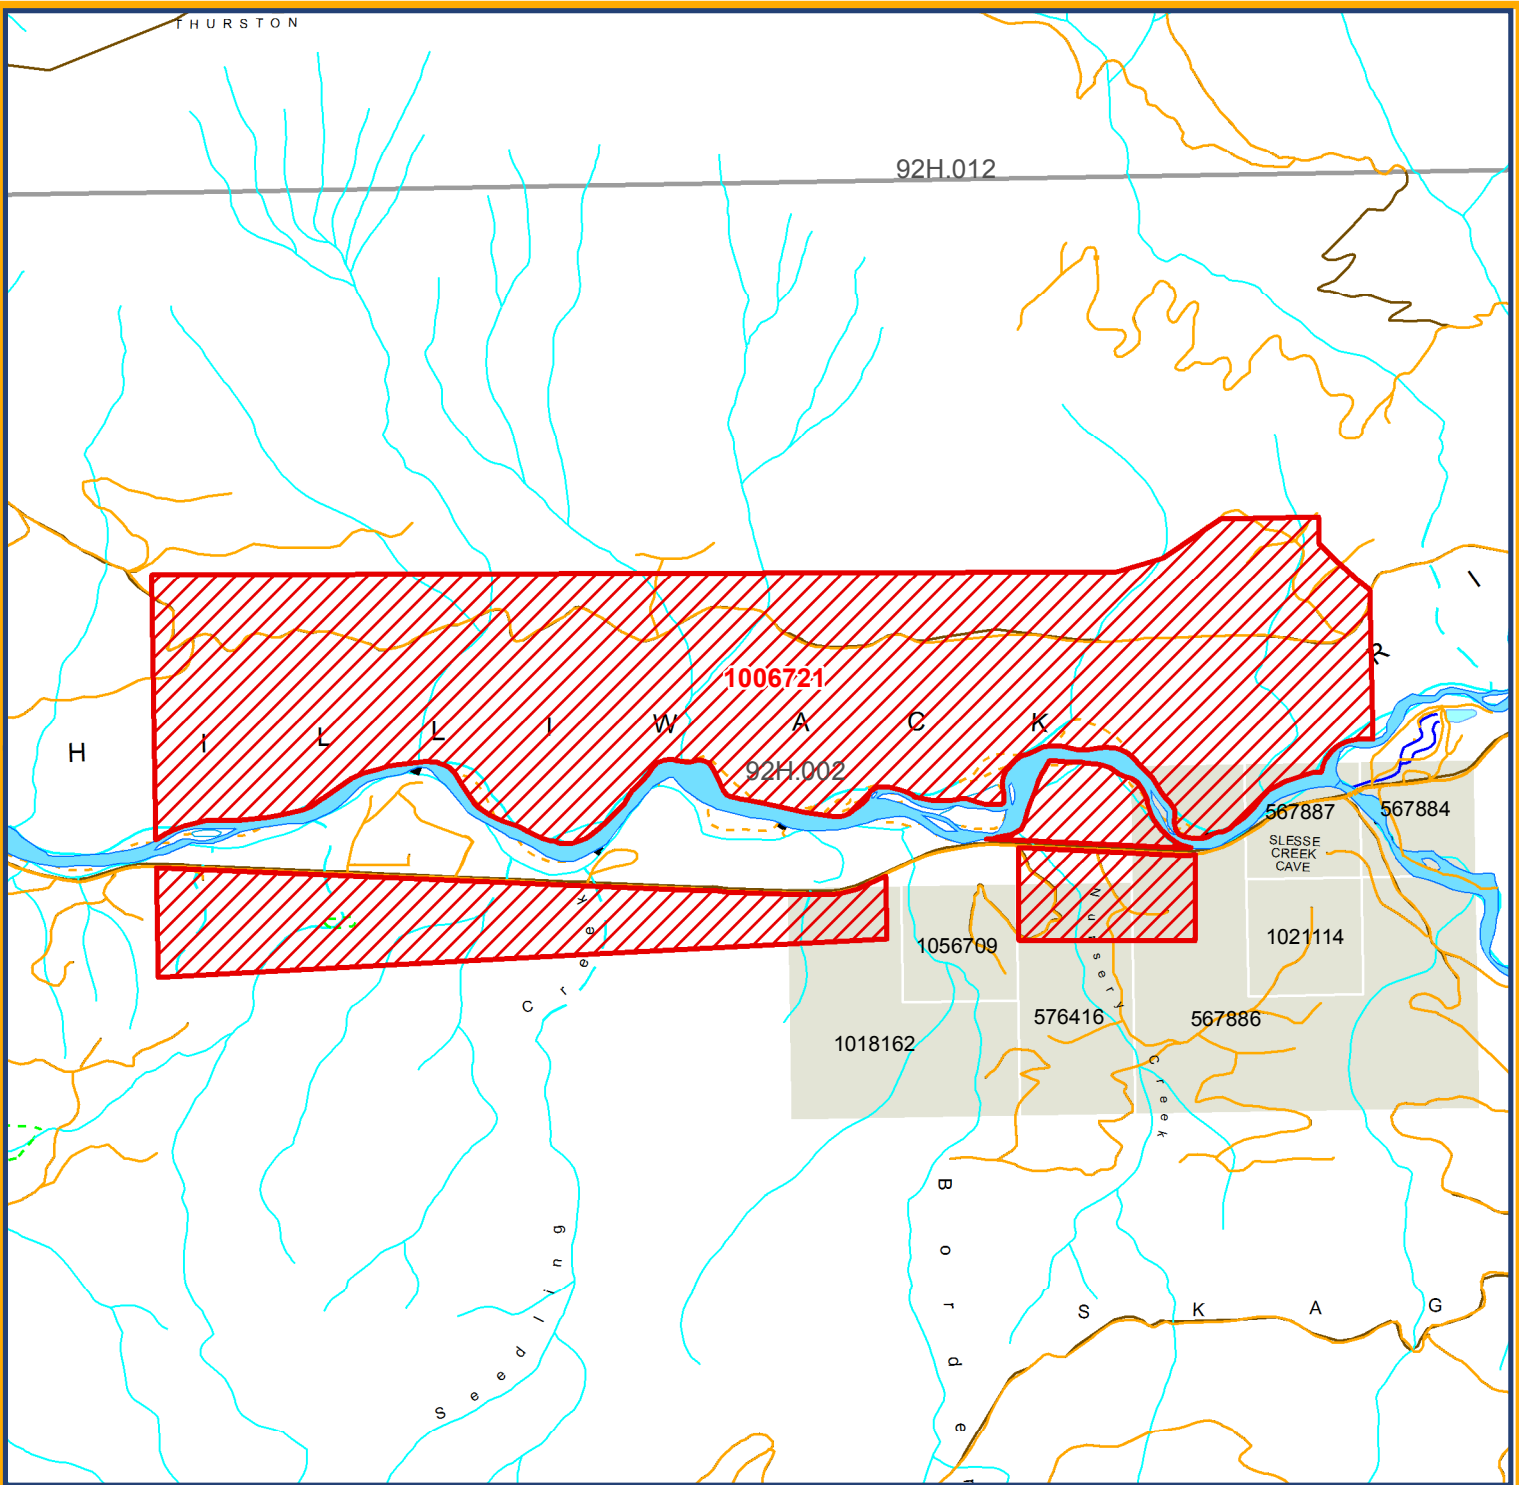 THURSTON
92H.012
I
R
1006721
H I L L I W A C K
92H.002
567887
567884
SLESSE
CREEK
CAVE
1056709
1021114
576416
567886
1018162
Nursery Creek
Seedling Creek
Border
S K A G